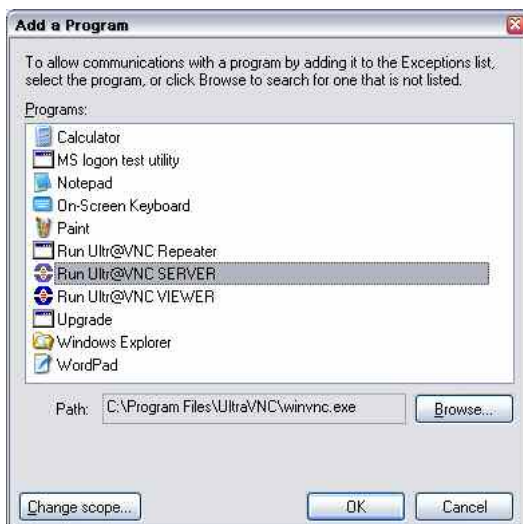 Add a Program
To allow communications with a program by adding it to the Exceptions list,
select the program, or click Browse to search for one that is not listed.
Programs:
Calculator
MS logon test utility
Notepad
On-Screen Keyboard
Paint
Run Ultr@VNC Repeater
Run Ultr@VNC SERVER
Run Ultr@VNC VIEWER
Upgrade
Windows Explorer
WordPad
Path: C:\Program Files\UltraVNC\winvnc.exe Browse...
Change scope... OK Cancel